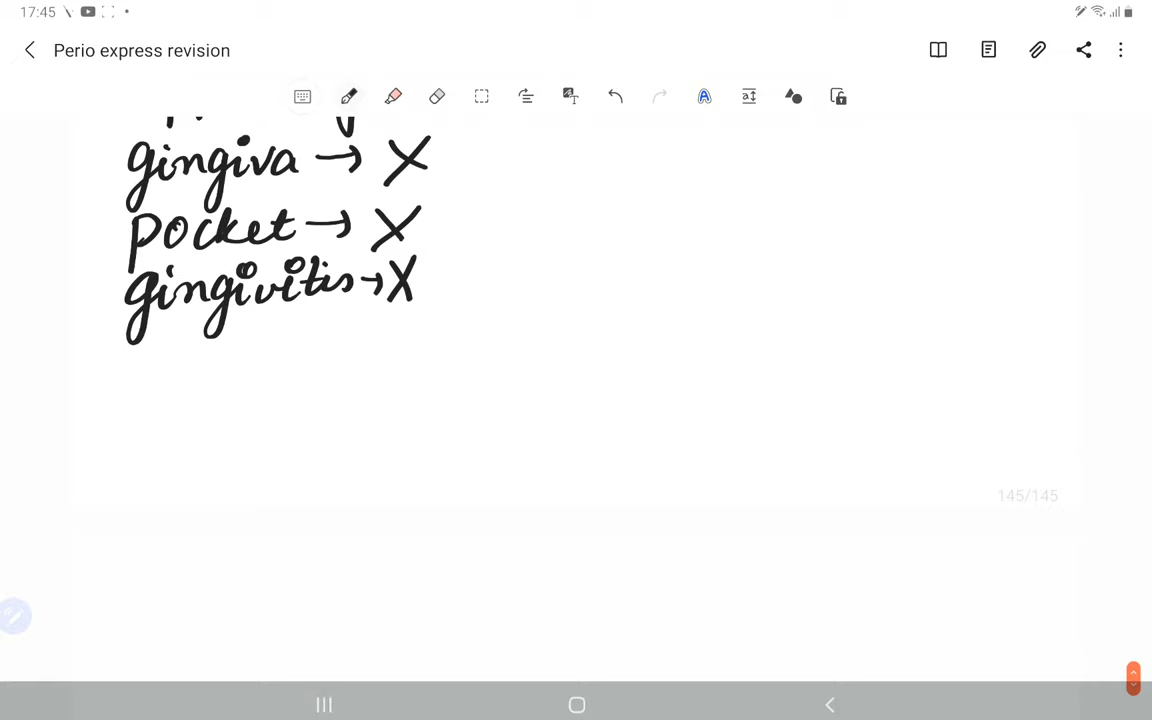 17:45
Perio express revision
gingiva → X
pocket → X
gingivitis → X
145/145